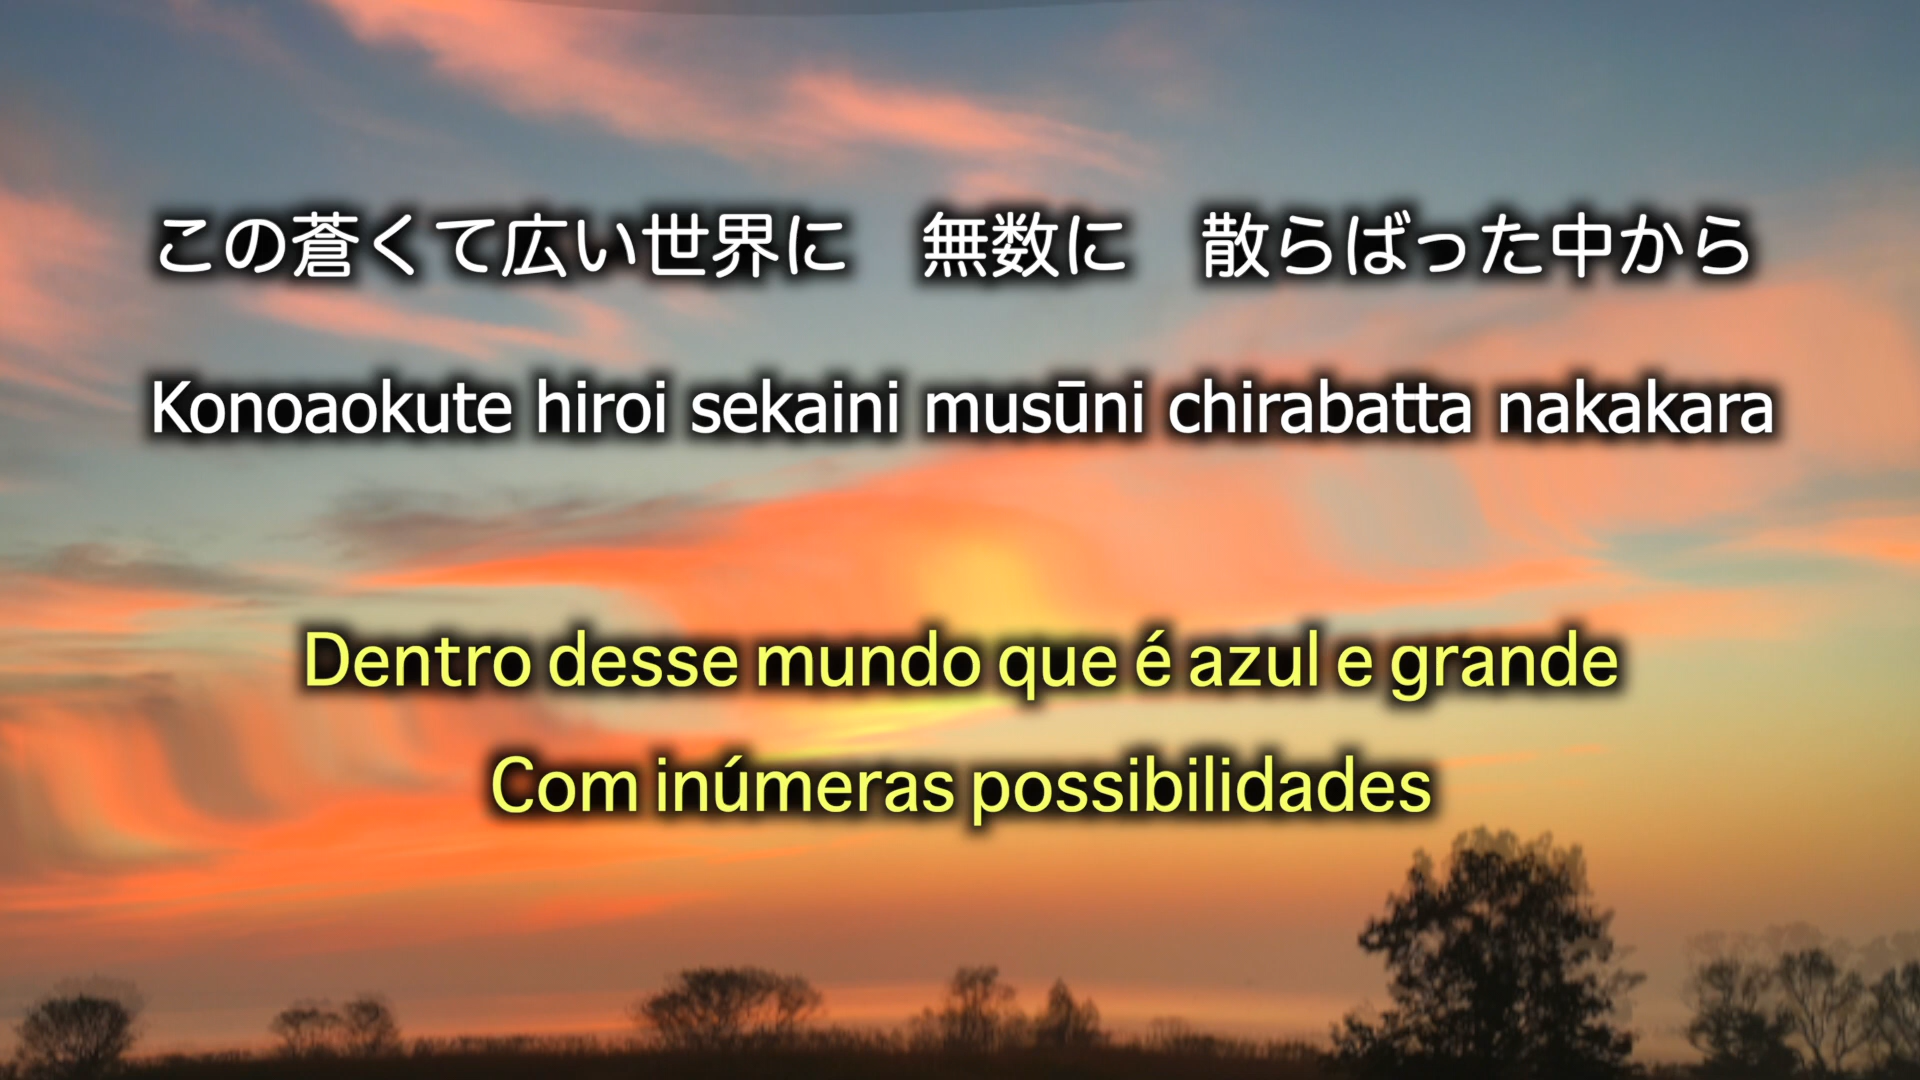 この蒼くて広い世界に　無数に　散らばった中から
Konoaokute hiroi sekaini musūni chirabatta nakakara
Dentro desse mundo que é azul e grande
Com inúmeras possibilidades